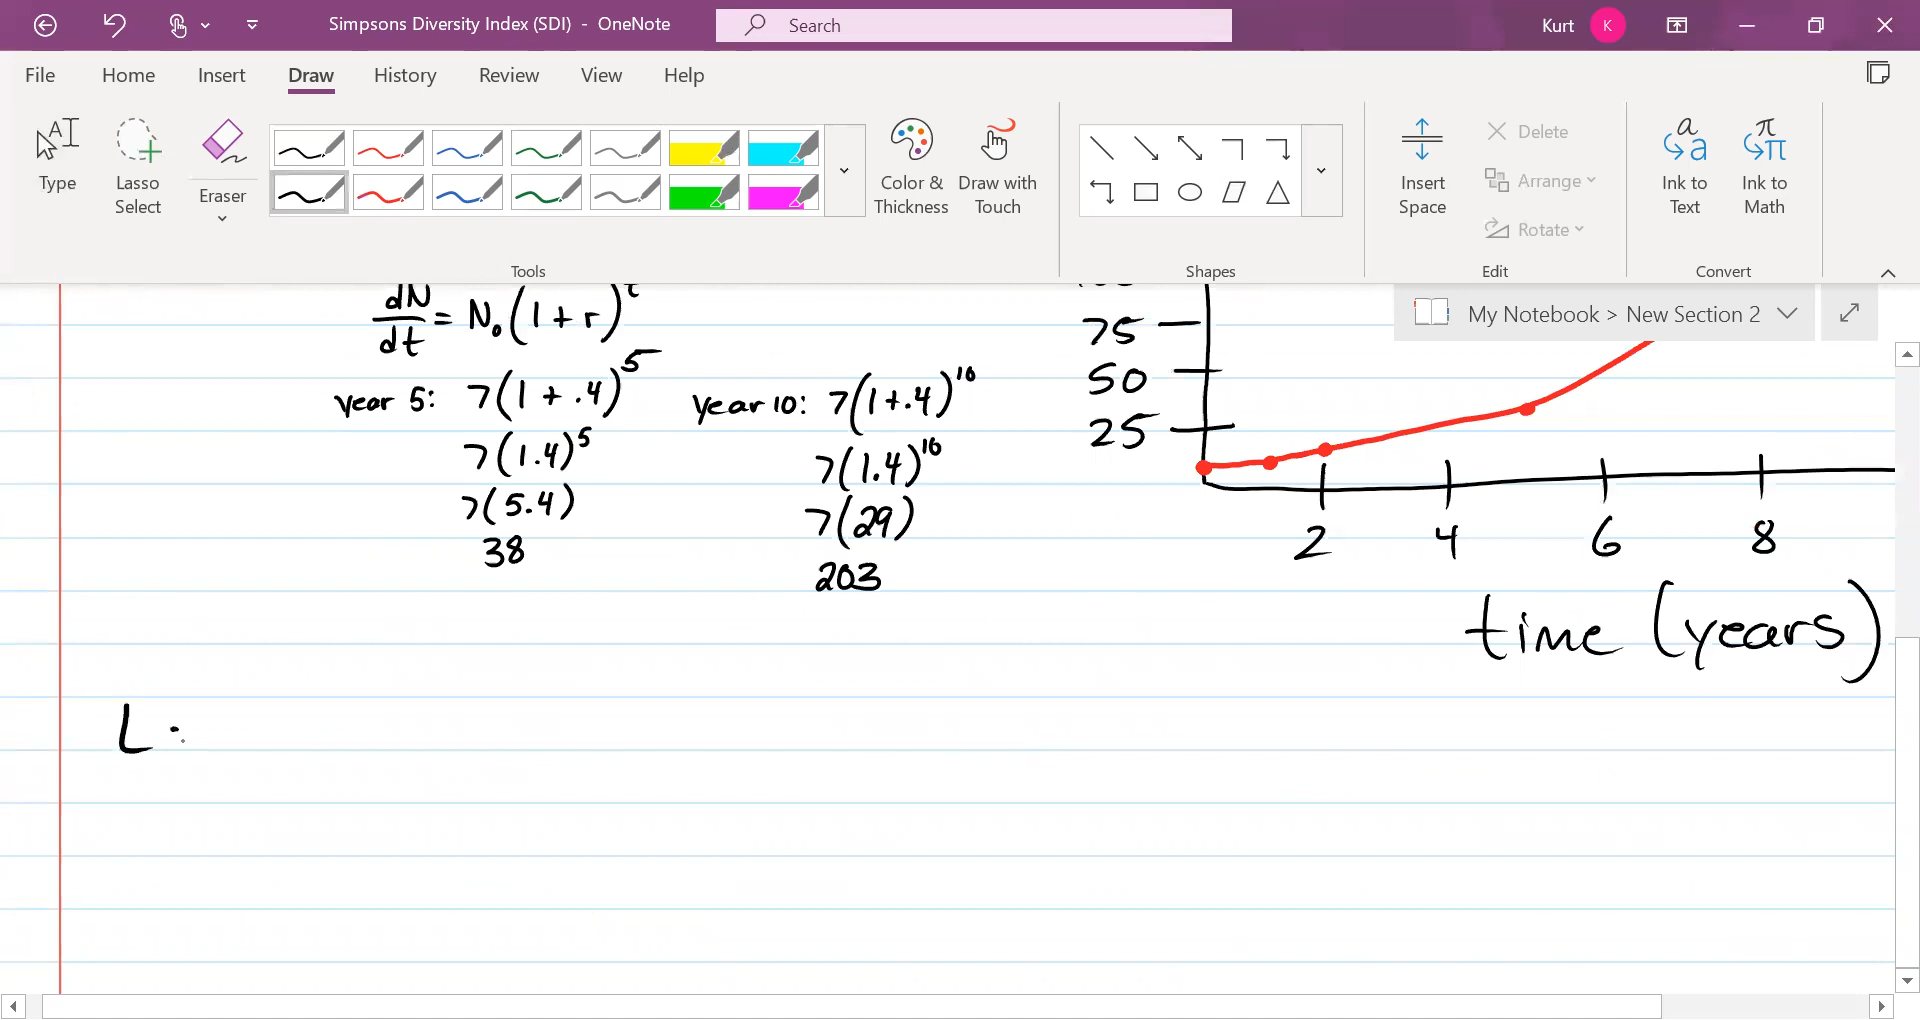 Simpsons Diversity Index (SDI) - OneNote
Search
Kurt
K
File Home Insert Draw History Review View Help
Type
Lasso Select
Eraser
Color & Thickness
Draw with Touch
Insert Space
Delete
Arrange
Rotate
Ink to Text
Ink to Math
Tools
Shapes
Edit
Convert
My Notebook > New Section 2
dN/dt = N₀(1 + r)^t
year 5: 7(1 + .4)^5
7(1.4)^5
7(5.4)
38
year 10: 7(1+.4)^10
7(1.4)^10
7(29)
203
75
50
25
2 4 6 8
time (years)
L